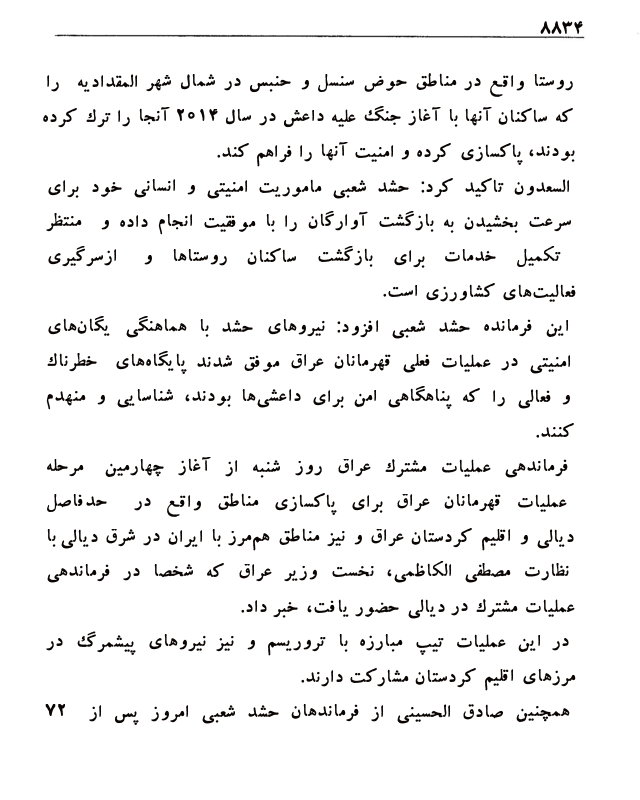 ۸۸۳۴
روستا واقع در مناطق حوض سنسل و حنبس در شمال شهر المقدادیه را
که ساکنان آنها با آغاز جنگ علیه داعش در سال ۲۰۱۴ آنجا را ترك کرده
بودند، پاکسازی کرده و امنیت آنها را فراهم کند.
السعدون تاکید کرد: حشد شعبی ماموریت امنیتی و انسانی خود برای
سرعت بخشیدن به بازگشت آوارگان را با موفقیت انجام داده و منتظر
تکمیل خدمات برای بازگشت ساکنان روستاها و ازسرگیری
فعالیت‌های کشاورزی است.
این فرمانده حشد شعبی افزود: نیروهای حشد با هماهنگی یگان‌های
امنیتی در عملیات فعلی قهرمانان عراق موفق شدند پایگاه‌های خطرناك
و فعالی را که پناهگاهی امن برای داعشی‌ها بودند، شناسایی و منهدم
کنند.
فرماندهی عملیات مشترك عراق روز شنبه از آغاز چهارمین مرحله
عملیات قهرمانان عراق برای پاکسازی مناطق واقع در حدفاصل
دیالی و اقلیم کردستان عراق و نیز مناطق هم‌مرز با ایران در شرق دیالی با
نظارت مصطفی الکاظمی، نخست وزیر عراق که شخصا در فرماندهی
عملیات مشترك در دیالی حضور یافت، خبر داد.
در این عملیات تیپ مبارزه با تروریسم و نیز نیروهای پیشمرگ در
مرزهای اقلیم کردستان مشارکت دارند.
همچنین صادق الحسینی از فرماندهان حشد شعبی امروز پس از ۷۲